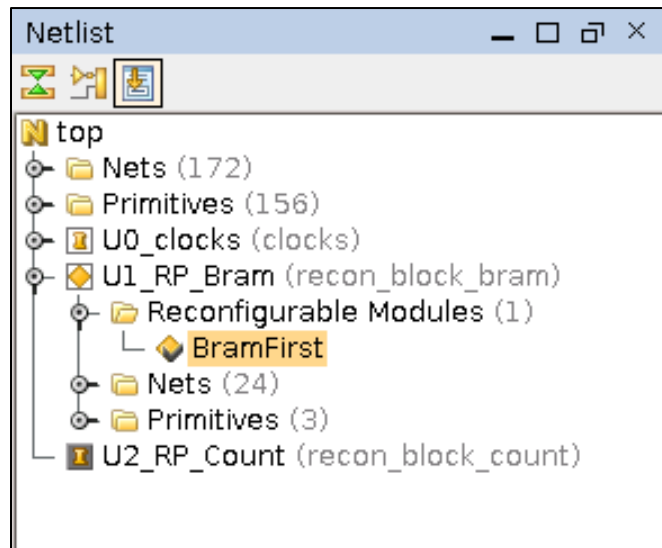 Netlist
top
Nets (172)
Primitives (156)
U0_clocks (clocks)
U1_RP_Bram (recon_block_bram)
Reconfigurable Modules (1)
BramFirst
Nets (24)
Primitives (3)
U2_RP_Count (recon_block_count)